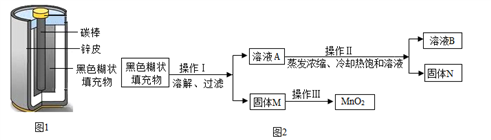 碳棒
锌皮
黑色糊状
填充物
图1
黑色糊状
填充物
操作Ⅰ
溶解、过滤
溶液A
操作Ⅱ
蒸发浓缩、冷却热饱和溶液
溶液B
固体N
固体M
操作Ⅲ
MnO₂
图2